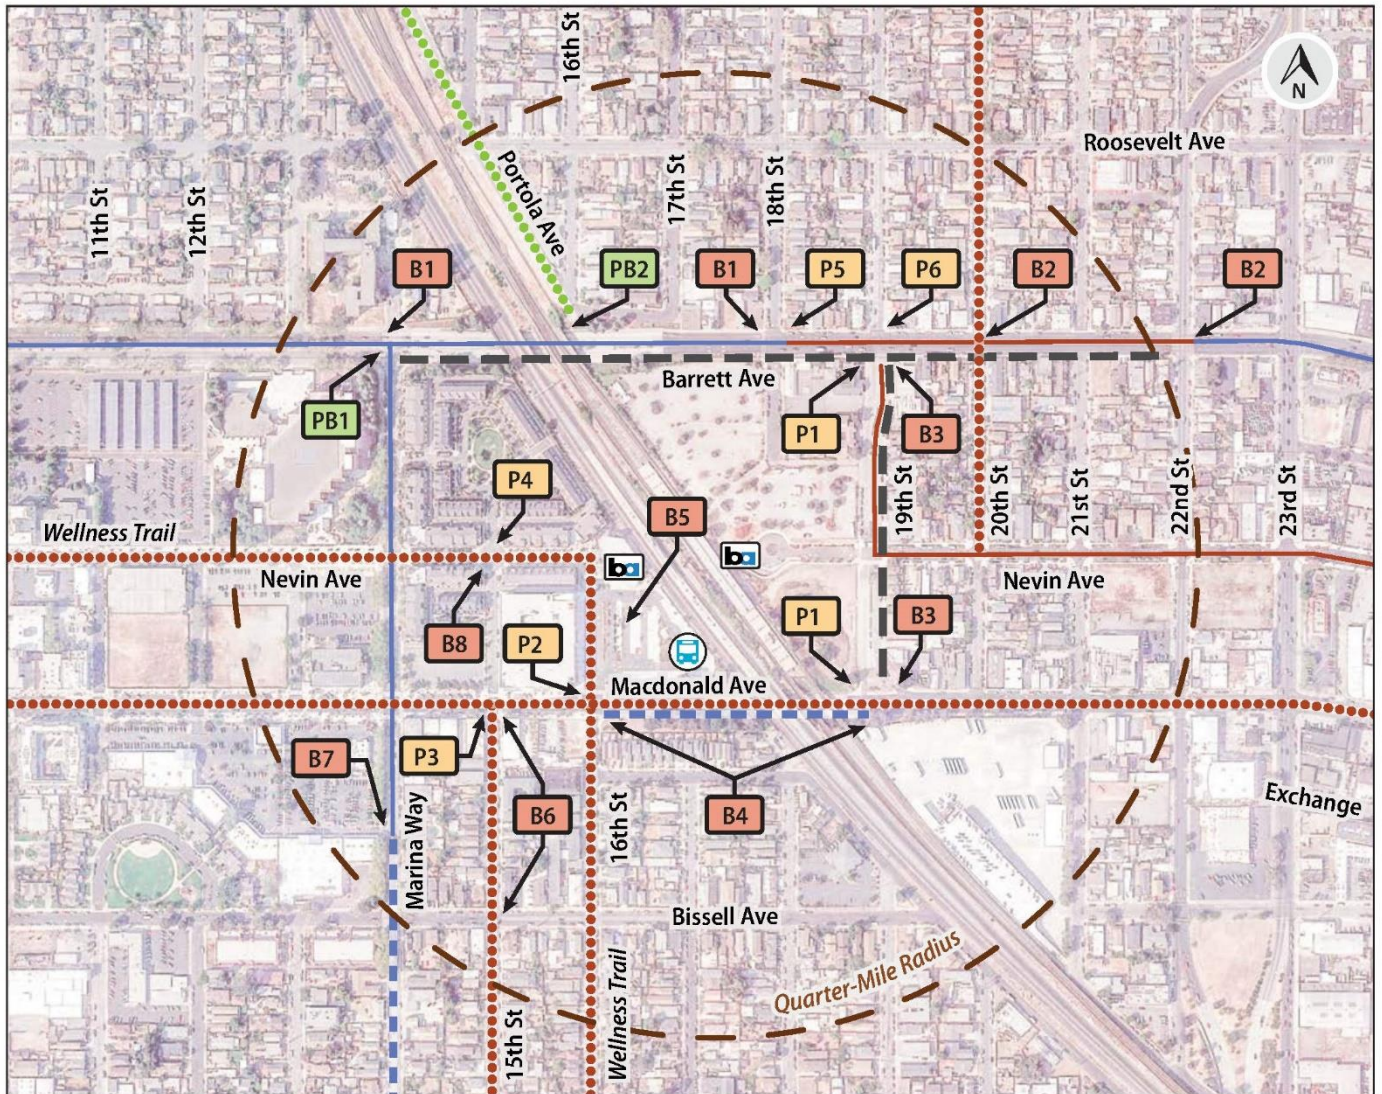 16th St
N
Roosevelt Ave
Portola Ave
11th St
12th St
17th St
18th St
B1
PB2
B1
P5
P6
B2
B2
Barrett Ave
PB1
P1
B3
P4
19th St
20th St
21st St
22nd St
23rd St
Wellness Trail
B5
ba
ba
Nevin Ave
Nevin Ave
B8
P2
P1
B3
Macdonald Ave
B7
P3
Marina Way
B6
16th St
B4
Exchange
Bissell Ave
Quarter-Mile Radius
15th St
Wellness Trail